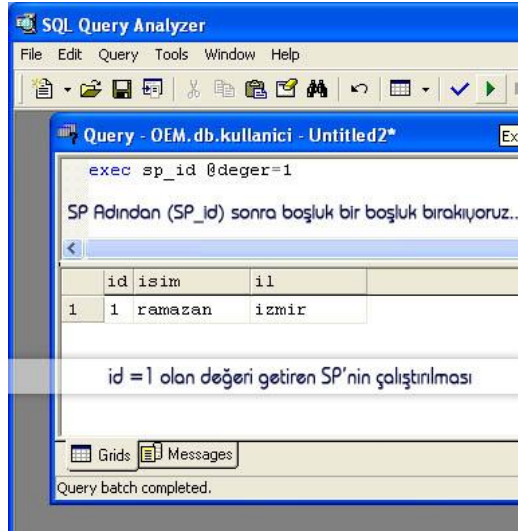 SQL Query Analyzer
File Edit Query Tools Window Help
Query - OEM.db.kullanici - Untitled2*
Ex
exec sp_id @deger=1
SP Adından (SP_id) sonra boşluk bir boşluk bırakıyoruz..
id isim il
1 1 ramazan izmir
id =1 olan değeri getiren SP'nin çalıştırılması
Grids Messages
Query batch completed.